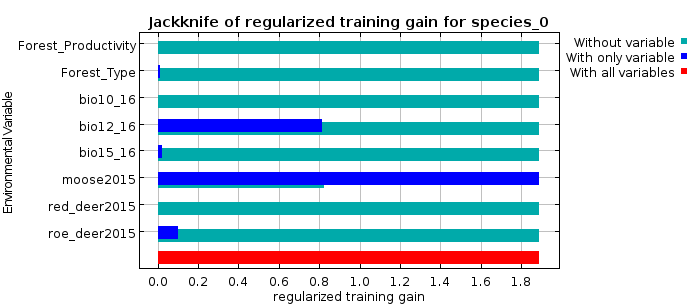 Jackknife of regularized training gain for species_0
Environmental Variable
Forest_Productivity
Forest_Type
bio10_16
bio12_16
bio15_16
moose2015
red_deer2015
roe_deer2015
0.0 0.2 0.4 0.6 0.8 1.0 1.2 1.4 1.6 1.8
regularized training gain
Without variable
With only variable
With all variables